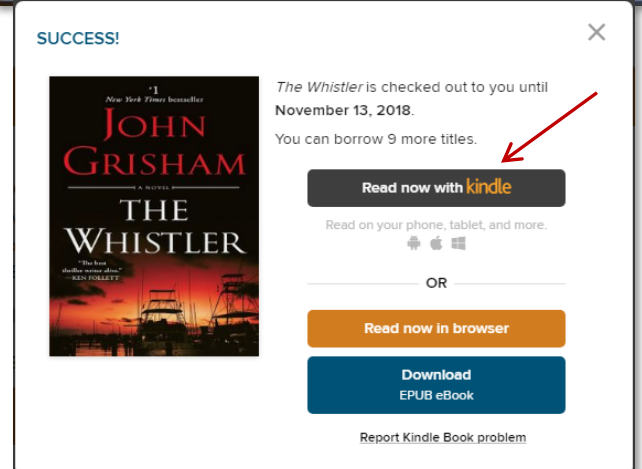 SUCCESS!
#1
New York Times bestseller
JOHN
GRISHAM
A NOVEL
THE
WHISTLER
"The best
thriller writer alive."
—KEN FOLLETT
The Whistler is checked out to you until
November 13, 2018.
You can borrow 9 more titles.
Read now with kindle
Read on your phone, tablet, and more.
OR
Read now in browser
Download
EPUB eBook
Report Kindle Book problem